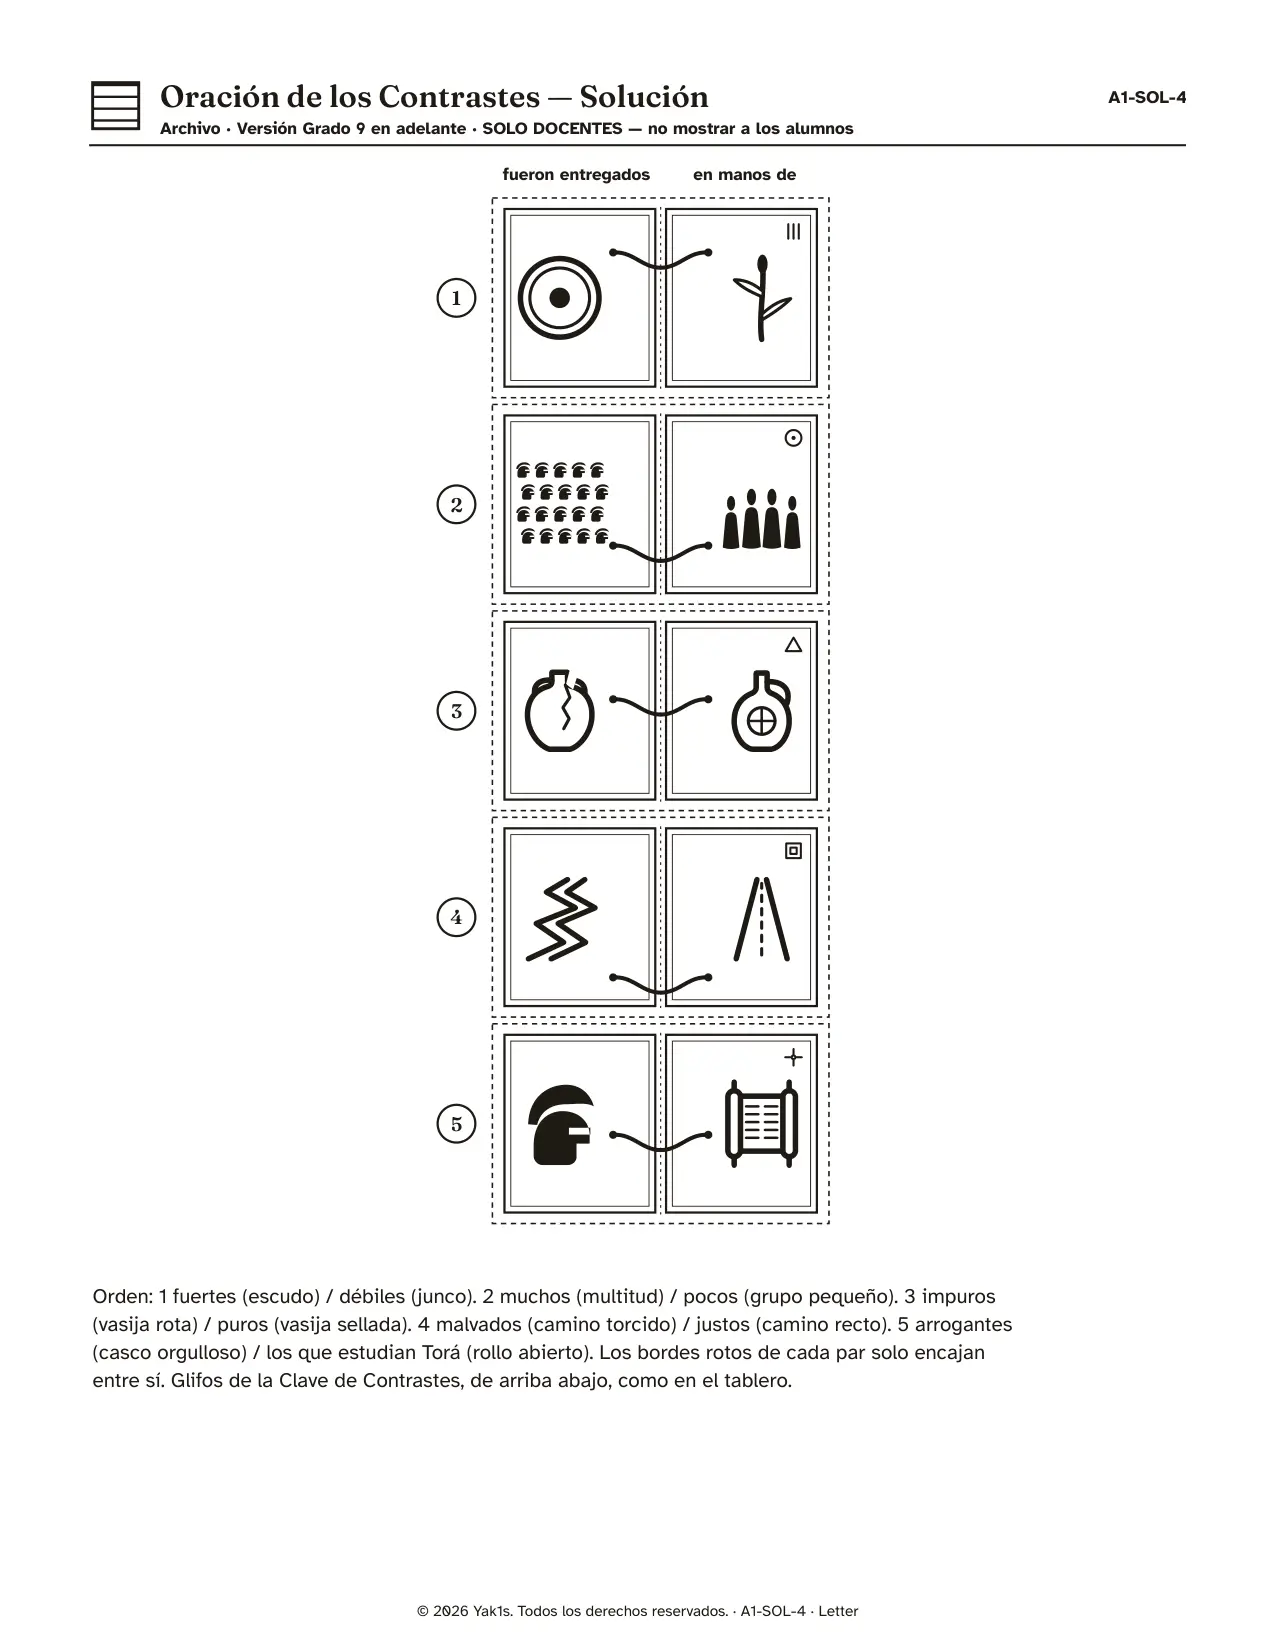 Oración de los Contrastes — Solución
A1-SOL-4
Archivo · Versión Grado 9 en adelante · SOLO DOCENTES — no mostrar a los alumnos
fueron entregados
en manos de
1
2
3
4
5
Orden: 1 fuertes (escudo) / débiles (junco). 2 muchos (multitud) / pocos (grupo pequeño). 3 impuros
(vasija rota) / puros (vasija sellada). 4 malvados (camino torcido) / justos (camino recto). 5 arrogantes
(casco orgulloso) / los que estudian Torá (rollo abierto). Los bordes rotos de cada par solo encajan
entre sí. Glifos de la Clave de Contrastes, de arriba abajo, como en el tablero.
© 2026 Yak1s. Todos los derechos reservados. · A1-SOL-4 · Letter